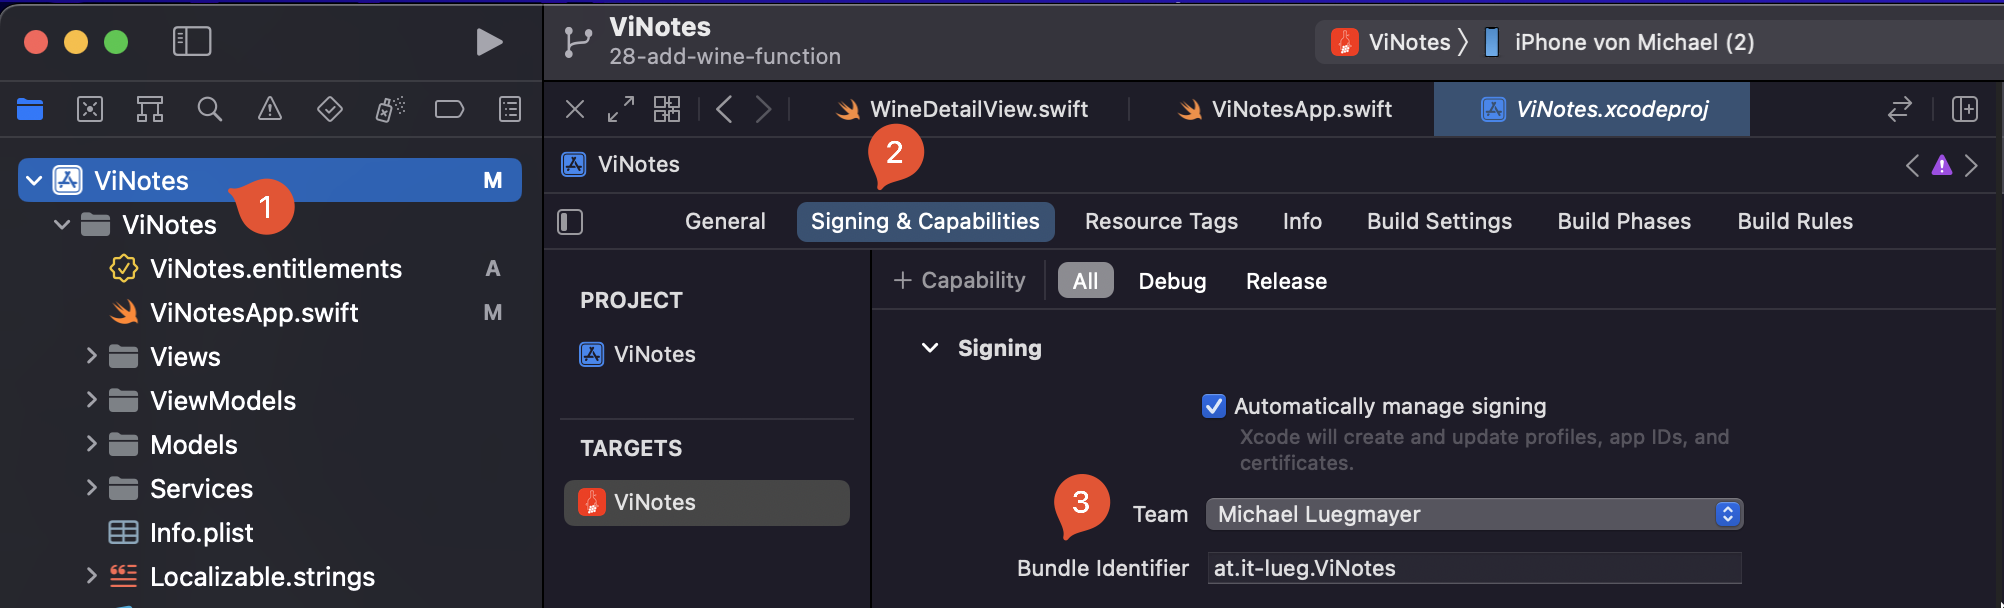 ViNotes
28-add-wine-function
ViNotes
iPhone von Michael (2)
WineDetailView.swift
ViNotesApp.swift
ViNotes.xcodeproj
ViNotes M
1
ViNotes
ViNotes.entitlements A
ViNotesApp.swift M
Views
ViewModels
Models
Services
Info.plist
Localizable.strings
ViNotes
2
General Signing & Capabilities Resource Tags Info Build Settings Build Phases Build Rules
PROJECT
ViNotes
TARGETS
ViNotes
+ Capability All Debug Release
Signing
Automatically manage signing
Xcode will create and update profiles, app IDs, and
certificates.
3
Team Michael Luegmayer
Bundle Identifier at.it-lueg.ViNotes